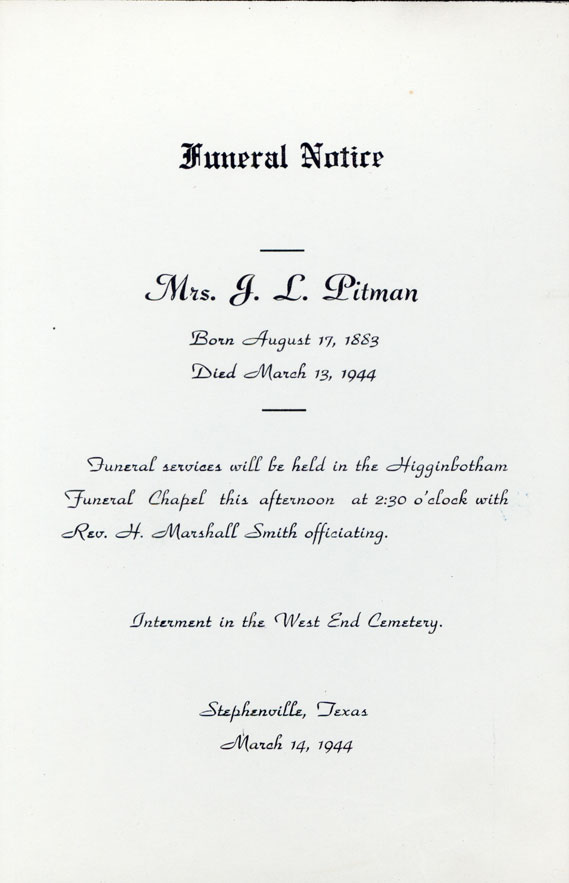 Funeral Notice
Mrs. J. L. Pitman
Born August 17, 1883
Died March 13, 1944
Funeral services will be held in the Higginbotham
Funeral Chapel this afternoon at 2:30 o'clock with
Rev. H. Marshall Smith officiating.
Interment in the West End Cemetery.
Stephenville, Texas
March 14, 1944